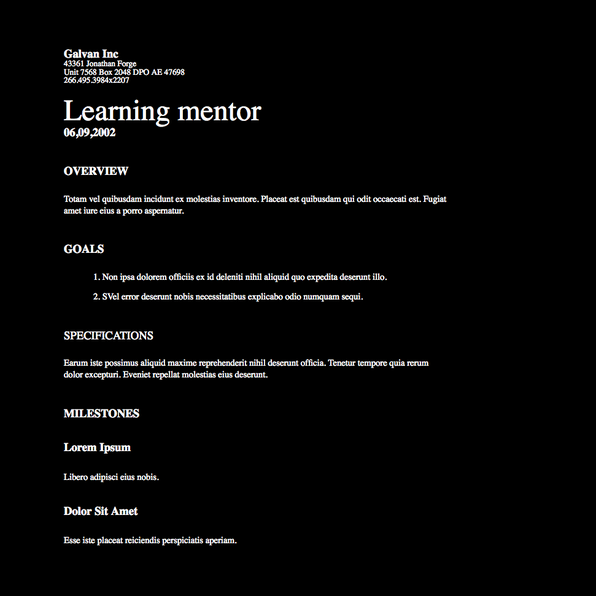 Galvan Inc
43361 Jonathan Forge
Unit 7568 Box 2048 DPO AE 47698
266.495.3984x2207
Learning mentor
06,09,2002
OVERVIEW
Totam vel quibusdam incidunt ex molestias inventore. Placeat est quibusdam qui odit occaecati est. Fugiat
amet iure eius a porro aspernatur.
GOALS
1. Non ipsa dolorem officiis ex id deleniti nihil aliquid quo expedita deserunt illo.
2. SVel error deserunt nobis necessitatibus explicabo odio numquam sequi.
SPECIFICATIONS
Earum iste possimus aliquid maxime reprehenderit nihil deserunt officia. Tenetur tempore quia rerum
dolor excepturi. Eveniet repellat molestias eius deserunt.
MILESTONES
Lorem Ipsum
Libero adipisci eius nobis.
Dolor Sit Amet
Esse iste placeat reiciendis perspiciatis aperiam.